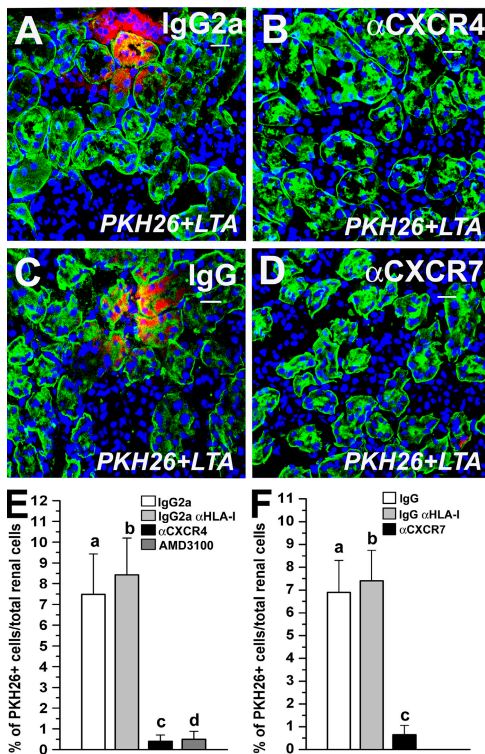 A IgG2a
PKH26+LTA
B αCXCR4
PKH26+LTA
C IgG
PKH26+LTA
D αCXCR7
PKH26+LTA
E
% of PKH26+ cells/total renal cells
12
11
10
9
8
7
6
5
4
3
2
1
0
IgG2a
IgG2a αHLA-I
αCXCR4
AMD3100
a
b
c
d
F
% of PKH26+ cells/total renal cells
11
10
9
8
7
6
5
4
3
2
1
0
IgG
IgG αHLA-I
αCXCR7
a
b
c